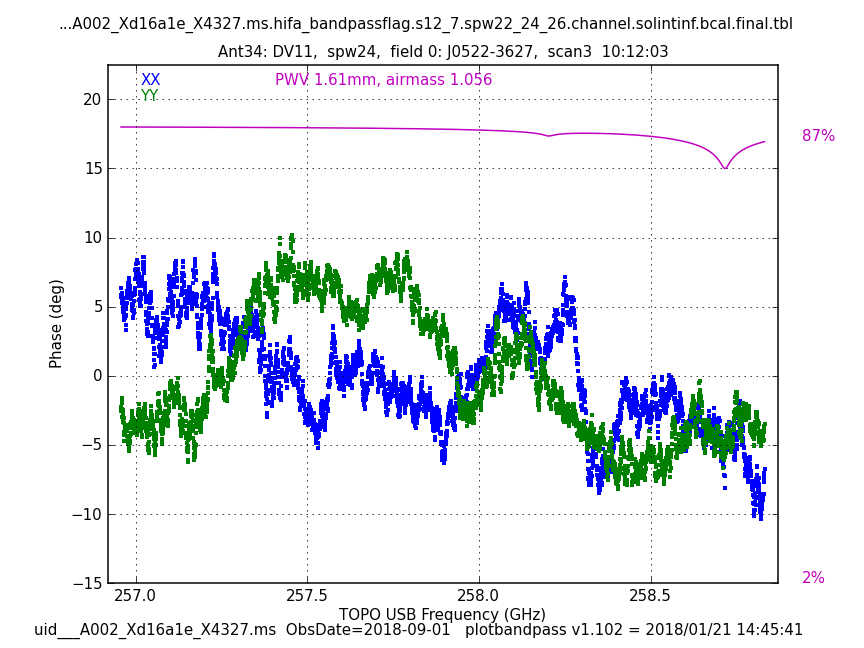 ...A002_Xd16a1e_X4327.ms.hifa_bandpassflag.s12_7.spw22_24_26.channel.solintinf.bcal.final.tbl
Ant34: DV11, spw24, field 0: J0522-3627, scan3 10:12:03
XX
PWV 1.61mm, airmass 1.056
YY
20
87%
15
10
5
0
−5
−10
−15
2%
Phase (deg)
257.0
257.5
258.0
258.5
TOPO USB Frequency (GHz)
uid___A002_Xd16a1e_X4327.ms ObsDate=2018-09-01 plotbandpass v1.102 = 2018/01/21 14:45:41